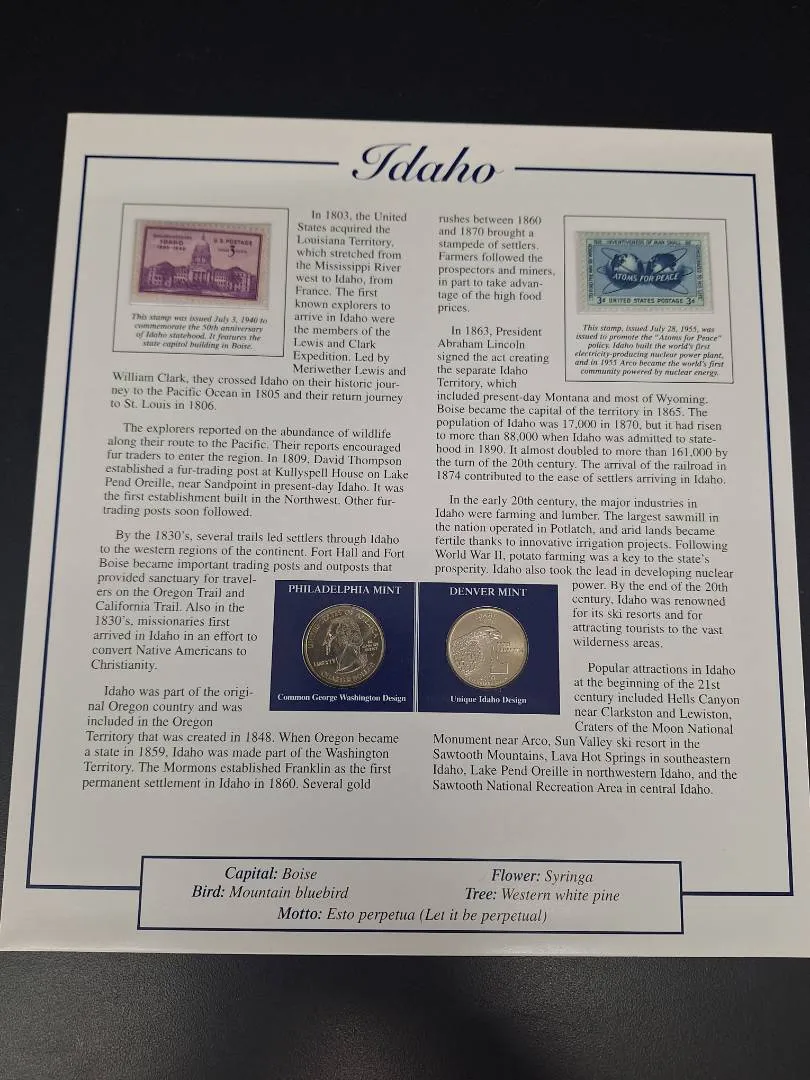 Idaho
IDAHO
1890-1940
U.S. POSTAGE
3 CENTS
This stamp was issued July 3, 1940 to
commemorate the 50th anniversary
of Idaho statehood. It features the
state capitol building in Boise.
In 1803, the United
States acquired the
Louisiana Territory,
which stretched from
the Mississippi River
west to Idaho, from
France. The first
known explorers to
arrive in Idaho were
the members of the
Lewis and Clark
Expedition. Led by
Meriwether Lewis and
William Clark, they crossed Idaho on their historic jour-
ney to the Pacific Ocean in 1805 and their return journey
to St. Louis in 1806.
The explorers reported on the abundance of wildlife
along their route to the Pacific. Their reports encouraged
fur traders to enter the region. In 1809, David Thompson
established a fur-trading post at Kullyspell House on Lake
Pend Oreille, near Sandpoint in present-day Idaho. It was
the first establishment built in the Northwest. Other fur-
trading posts soon followed.
By the 1830's, several trails led settlers through Idaho
to the western regions of the continent. Fort Hall and Fort
Boise became important trading posts and outposts that
provided sanctuary for travel-
ers on the Oregon Trail and
California Trail. Also in the
1830's, missionaries first
arrived in Idaho in an effort to
convert Native Americans to
Christianity.
Idaho was part of the origi-
nal Oregon country and was
included in the Oregon
Territory that was created in 1848. When Oregon became
a state in 1859, Idaho was made part of the Washington
Territory. The Mormons established Franklin as the first
permanent settlement in Idaho in 1860. Several gold
rushes between 1860
and 1870 brought a
stampede of settlers.
Farmers followed the
prospectors and miners,
in part to take advan-
tage of the high food
prices.
ATOMS FOR PEACE
3¢ UNITED STATES POSTAGE 3¢
This stamp, issued July 28, 1955, was
issued to promote the "Atoms for Peace"
policy. Idaho built the world's first
electricity-producing nuclear power plant,
and in 1955 Arco became the world's first
community powered by nuclear energy.
In 1863, President
Abraham Lincoln
signed the act creating
the separate Idaho
Territory, which
included present-day Montana and most of Wyoming.
Boise became the capital of the territory in 1865. The
population of Idaho was 17,000 in 1870, but it had risen
to more than 88,000 when Idaho was admitted to state-
hood in 1890. It almost doubled to more than 161,000 by
the turn of the 20th century. The arrival of the railroad in
1874 contributed to the ease of settlers arriving in Idaho.
In the early 20th century, the major industries in
Idaho were farming and lumber. The largest sawmill in
the nation operated in Potlatch, and arid lands became
fertile thanks to innovative irrigation projects. Following
World War II, potato farming was a key to the state's
prosperity. Idaho also took the lead in developing nuclear
power. By the end of the 20th
century, Idaho was renowned
for its ski resorts and for
attracting tourists to the vast
wilderness areas.
Popular attractions in Idaho
at the beginning of the 21st
century included Hells Canyon
near Clarkston and Lewiston,
Craters of the Moon National
Monument near Arco, Sun Valley ski resort in the
Sawtooth Mountains, Lava Hot Springs in southeastern
Idaho, Lake Pend Oreille in northwestern Idaho, and the
Sawtooth National Recreation Area in central Idaho.
PHILADELPHIA MINT
LIBERTY
QUARTER DOLLAR
Common George Washington Design
DENVER MINT
Unique Idaho Design
Capital: Boise
Flower: Syringa
Bird: Mountain bluebird
Tree: Western white pine
Motto: Esto perpetua (Let it be perpetual)